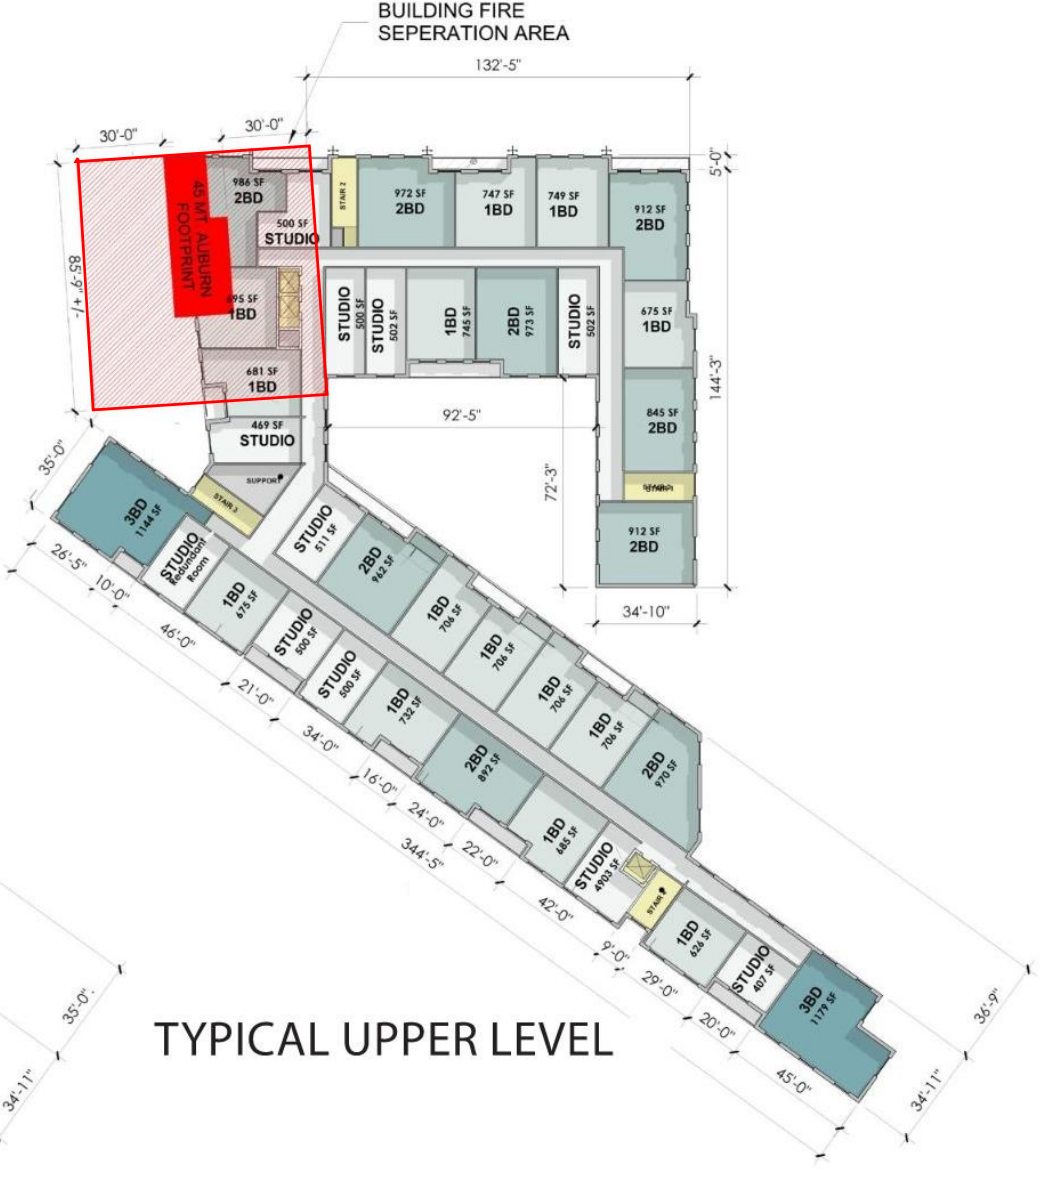 BUILDING FIRE
SEPERATION AREA
132'-5"
30'-0"
30'-0"
5'-0"
85'-9" +/-
45 MT. AUBURN
FOOTPRINT
986 SF
2BD
500 SF
STUDIO
STAIR 2
972 SF
2BD
747 SF
1BD
749 SF
1BD
912 SF
2BD
695 SF
1BD
STUDIO
500 SF
STUDIO
502 SF
1BD
745 SF
2BD
973 SF
STUDIO
502 SF
675 SF
1BD
144'-3"
681 SF
1BD
845 SF
2BD
92'-5"
469 SF
STUDIO
72'-3"
SUPPORT
STAIR 3
912 SF
2BD
34'-10"
35'-0"
3BD
1144 SF
STUDIO
Redundant
Room
STUDIO
511 SF
2BD
962 SF
26'-5"
10'-0"
46'-0"
1BD
675 SF
1BD
706 SF
STUDIO
500 SF
1BD
706 SF
STUDIO
500 SF
1BD
706 SF
21'-0"
1BD
732 SF
1BD
706 SF
34'-0"
2BD
892 SF
2BD
970 SF
16'-0"
24'-0"
344'-5"
22'-0"
1BD
685 SF
STUDIO
4903 SF
42'-0"
STAIR
9'-0"
1BD
626 SF
STUDIO
407 SF
29'-0"
3BD
1179 SF
20'-0"
45'-0"
36'-9"
34'-11"
35'-0"
34'-11"
TYPICAL UPPER LEVEL